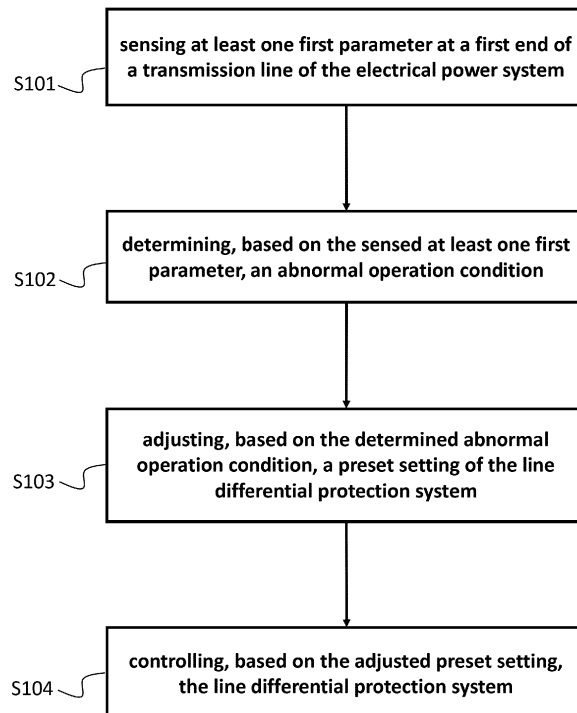 sensing at least one first parameter at a first end of
a transmission line of the electrical power system
S101
determining, based on the sensed at least one first
parameter, an abnormal operation condition
S102
adjusting, based on the determined abnormal
operation condition, a preset setting of the line
differential protection system
S103
controlling, based on the adjusted preset setting,
the line differential protection system
S104